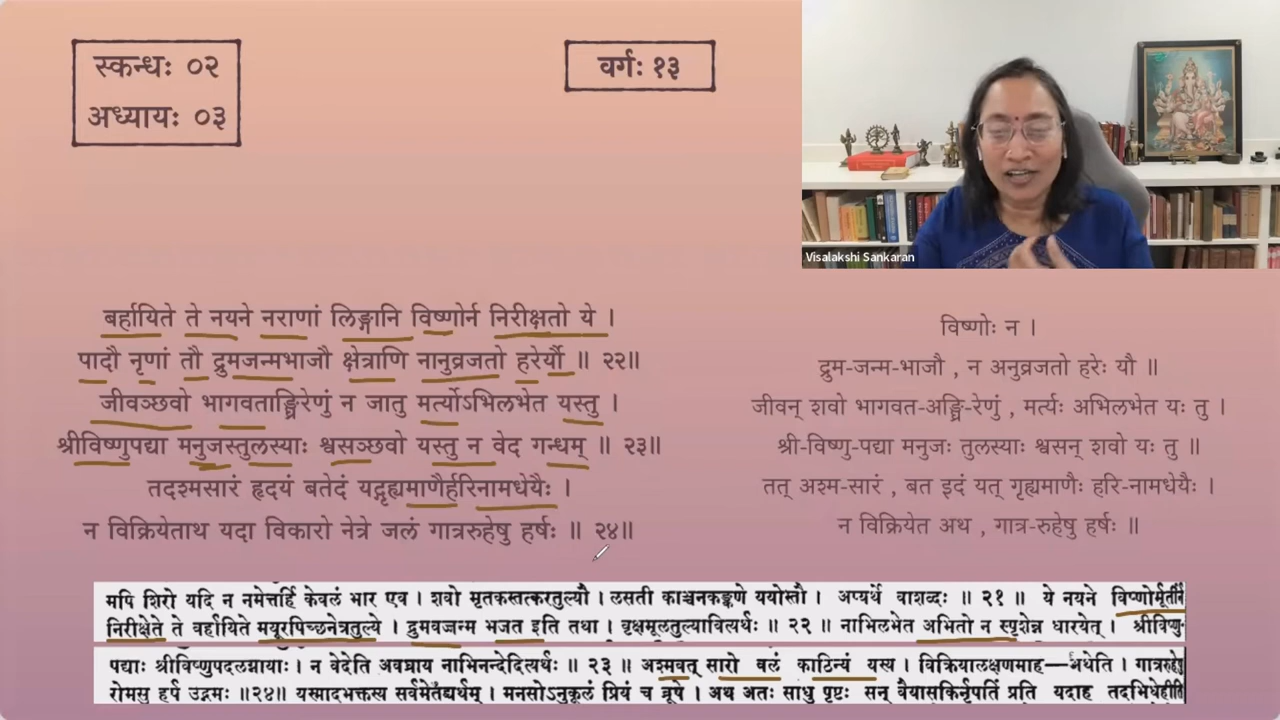 स्कन्धः ०२
अध्यायः ०३
वर्गः १३
Visalakshi Sankaran
बर्हायिते ते नयने नराणां लिङ्गानि विष्णोर्न निरीक्षतो ये ।
पादौ नृणां तौ द्रुमजन्मभाजौ क्षेत्राणि नानुव्रजतो हरेर्यौ ॥ २२॥
जीवञ्छवो भागवताङ्घ्रिरेणुं न जातु मर्त्योऽभिलभेत यस्तु ।
श्रीविष्णुपद्या मनुजस्तुलस्याः श्वसञ्छवो यस्तु न वेद गन्धम् ॥ २३॥
तदश्मसारं हृदयं बतेदं यद्गृह्यमाणैर्हरिनामधेयैः ।
न विक्रियेताथ यदा विकारो नेत्रे जलं गात्ररुहेषु हर्षः ॥ २४॥
विष्णोः न ।
द्रुम-जन्म-भाजौ , न अनुव्रजतो हरेः यौ ॥
जीवन् शवो भागवत-अङ्घ्रि-रेणुं , मर्त्यः अभिलभेत यः तु ।
श्री-विष्णु-पद्या मनुजः तुलस्याः श्वसन् शवो यः तु ॥
तत् अश्म-सारं , बत इदं यत् गृह्यमाणैः हरि-नामधेयैः ।
न विक्रियेत अथ , गात्र-रुहेषु हर्षः ॥
मपि शिरो यदि न नमेत्तर्हि केवलं भार एव । शवो मृतकस्तत्करतुल्यौ । लसती काञ्चनकङ्कणे ययोस्तौ । अप्यर्थे वाशब्दः ॥ २१ ॥ ये नयने विष्णोर्मूर्तीर्न
निरीक्षेते ते बर्हायिते मयूरपिच्छनेत्रतुल्ये । द्रुमवज्जन्म भजत इति तथा । वृक्षमूलतुल्यावित्यर्थः ॥ २२ ॥ नाभिलभेत अभितो न स्पृशेन्न धारयेत् । श्रीविष्णु-
पद्याः श्रीविष्णुपदलग्नायाः । न वेदेति अवघ्राय नाभिनन्देदित्यर्थः ॥ २३ ॥ अश्मवत् सारो बलं काठिन्यं यस्य । विक्रियालक्षणमाह—अथेति । गात्ररुहेषु
रोमसु हर्ष उद्गमः ॥२४॥ यस्मादभक्तस्य सर्वमेतद्व्यर्थम् । मनसोऽनुकूलं प्रियं च ब्रूषे । अथ अतः साधु पृष्टः सन् वैयासकिर्नृपतिं प्रति यदाह तदभिधेहीति